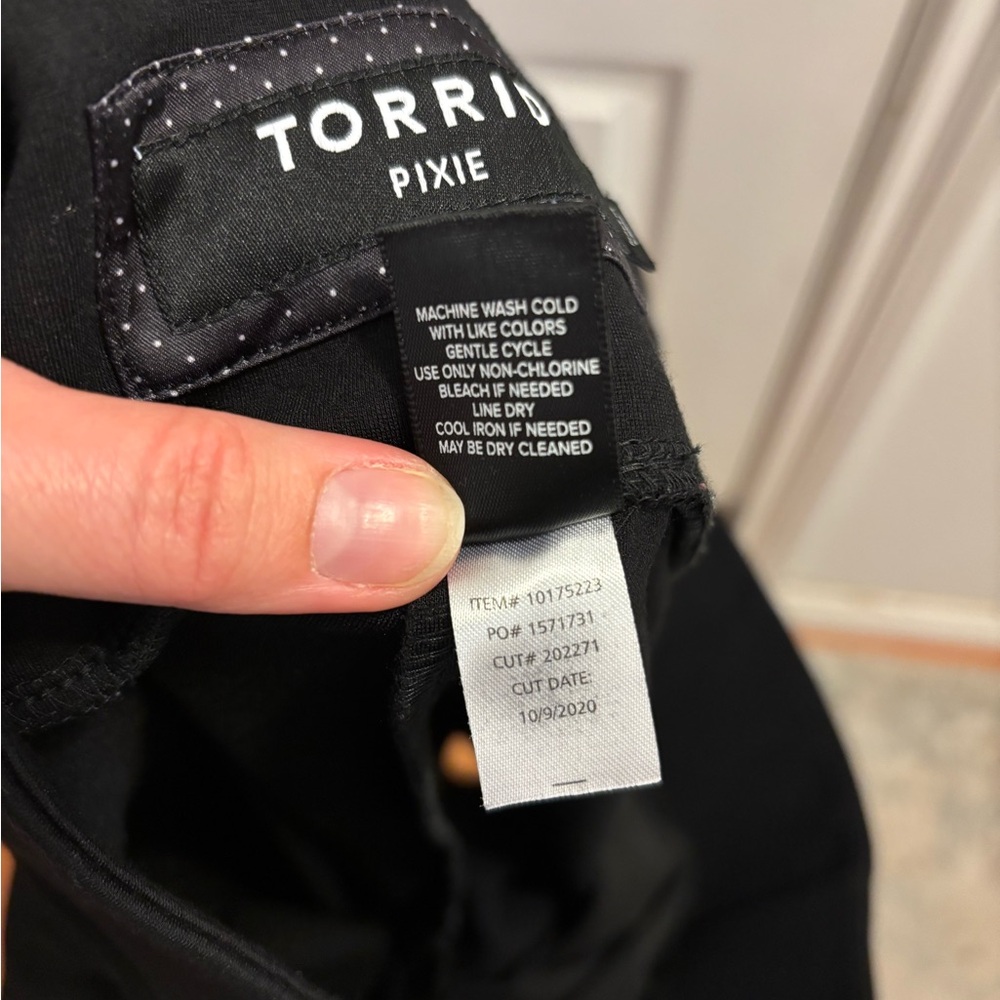 TORRID
PIXIE
MACHINE WASH COLD
WITH LIKE COLORS
GENTLE CYCLE
USE ONLY NON-CHLORINE
BLEACH IF NEEDED
LINE DRY
COOL IRON IF NEEDED
MAY BE DRY CLEANED
ITEM# 10175223
PO# 1571731
CUT# 202271
CUT DATE:
10/9/2020